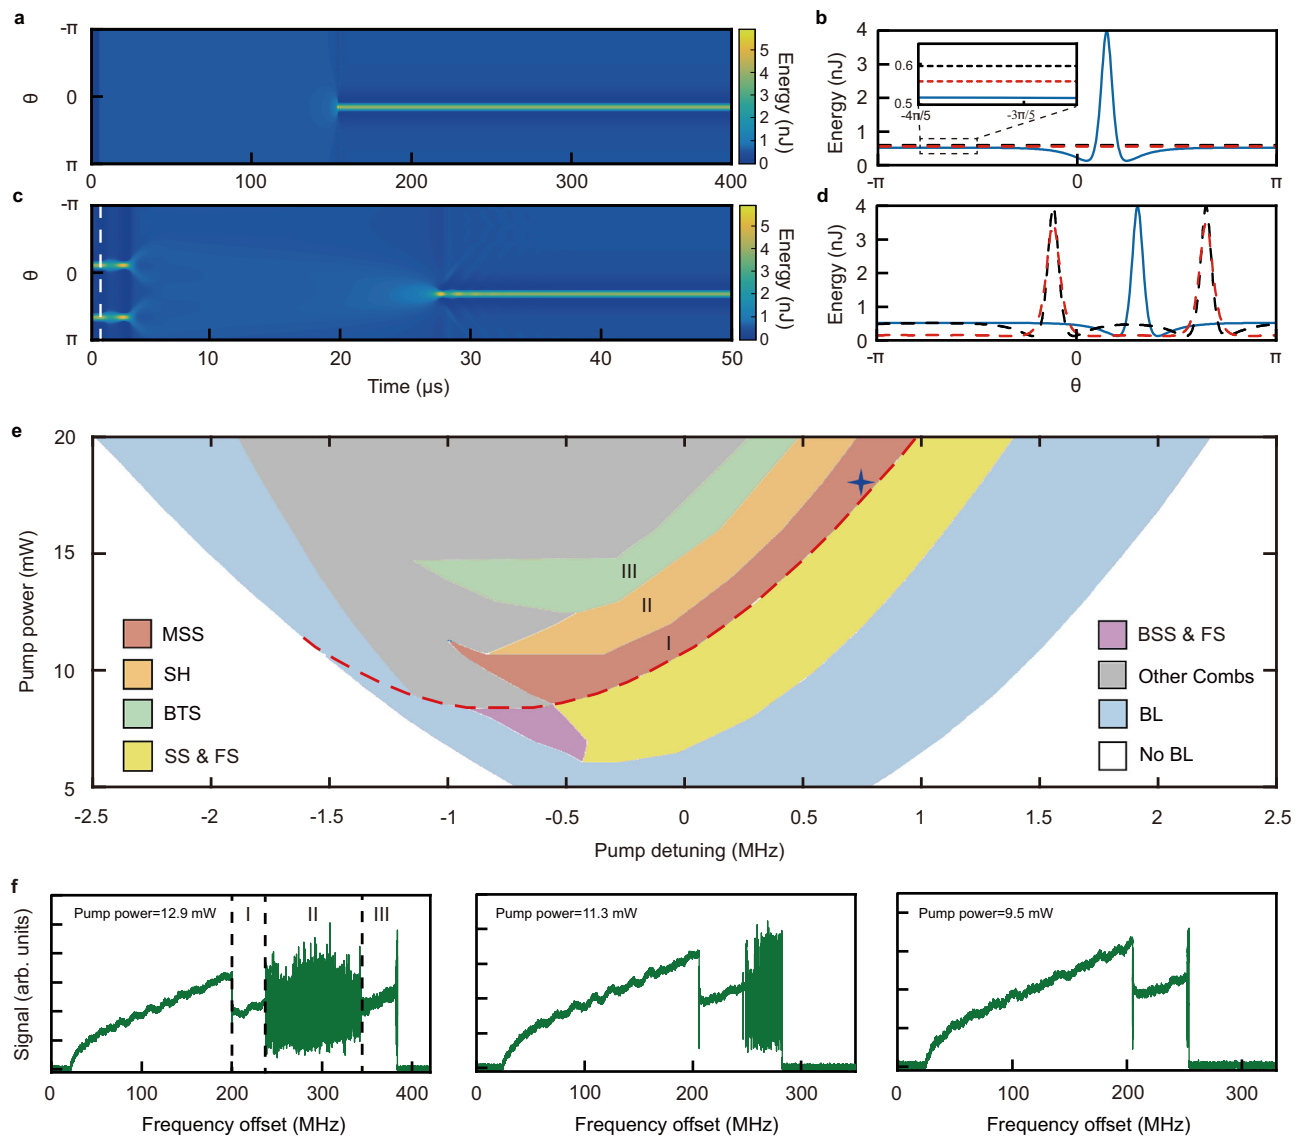 a
-π
0
π
θ
0
100
200
300
400
5
4
3
2
1
0
Energy (nJ)
b
4
3
2
1
0
Energy (nJ)
0.6
0.5
-4π/5
-3π/5
-π
0
π
c
-π
0
π
θ
0
10
20
30
40
50
Time (μs)
5
4
3
2
1
0
Energy (nJ)
d
4
3
2
1
0
Energy (nJ)
-π
0
π
θ
e
20
15
10
5
Pump power (mW)
III
II
I
MSS
SH
BTS
SS & FS
BSS & FS
Other Combs
BL
No BL
-2.5
-2
-1.5
-1
-0.5
0
0.5
1
1.5
2
2.5
Pump detuning (MHz)
f
Signal (arb. units)
Pump power=12.9 mW
I
II
III
0
100
200
300
400
Frequency offset (MHz)
Pump power=11.3 mW
0
100
200
300
Frequency offset (MHz)
Pump power=9.5 mW
0
100
200
300
Frequency offset (MHz)